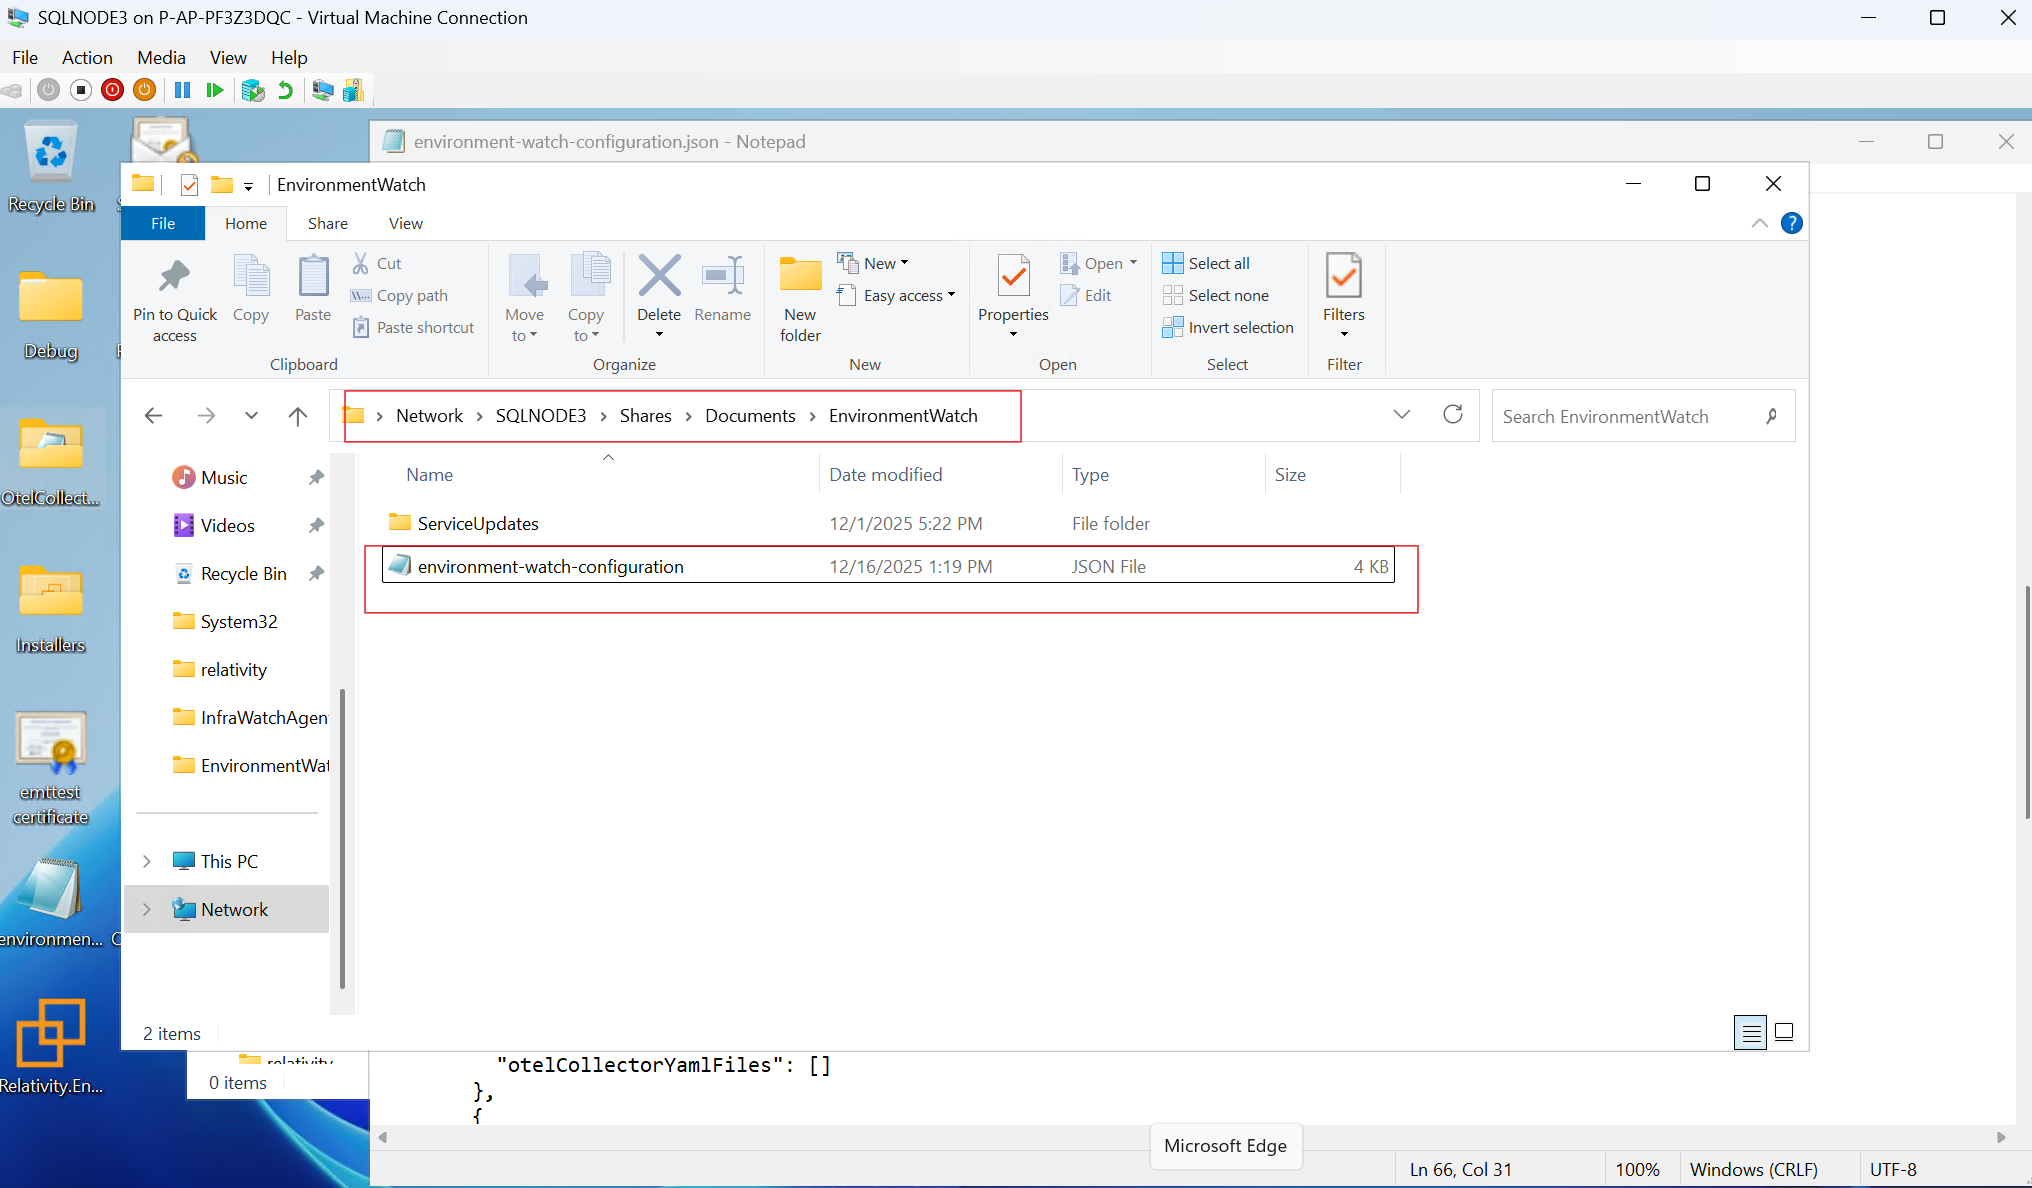 SQLNODE3 on P-AP-PF3Z3DQC - Virtual Machine Connection
File Action Media View Help
environment-watch-configuration.json - Notepad
Recycle Bin
EnvironmentWatch
File Home Share View
Pin to Quick access
Copy
Paste
Cut
Copy path
Paste shortcut
Clipboard
Move to
Copy to
Delete
Rename
Organize
New folder
New
Easy access
New
Properties
Open
Edit
Open
Select all
Select none
Invert selection
Select
Filters
Filter
Debug
Network > SQLNODE3 > Shares > Documents > EnvironmentWatch
Search EnvironmentWatch
OtelCollect...
Music
Videos
Recycle Bin
System32
relativity
InfraWatchAgen
EnvironmentWat
This PC
Network
Name Date modified Type Size
ServiceUpdates 12/1/2025 5:22 PM File folder
environment-watch-configuration 12/16/2025 1:19 PM JSON File 4 KB
Installers
emttest
certificate
environmen...
2 items
Relativity.En...
relativity
0 items
"otelCollectorYamlFiles": []
},
{
Microsoft Edge
Ln 66, Col 31 100% Windows (CRLF) UTF-8